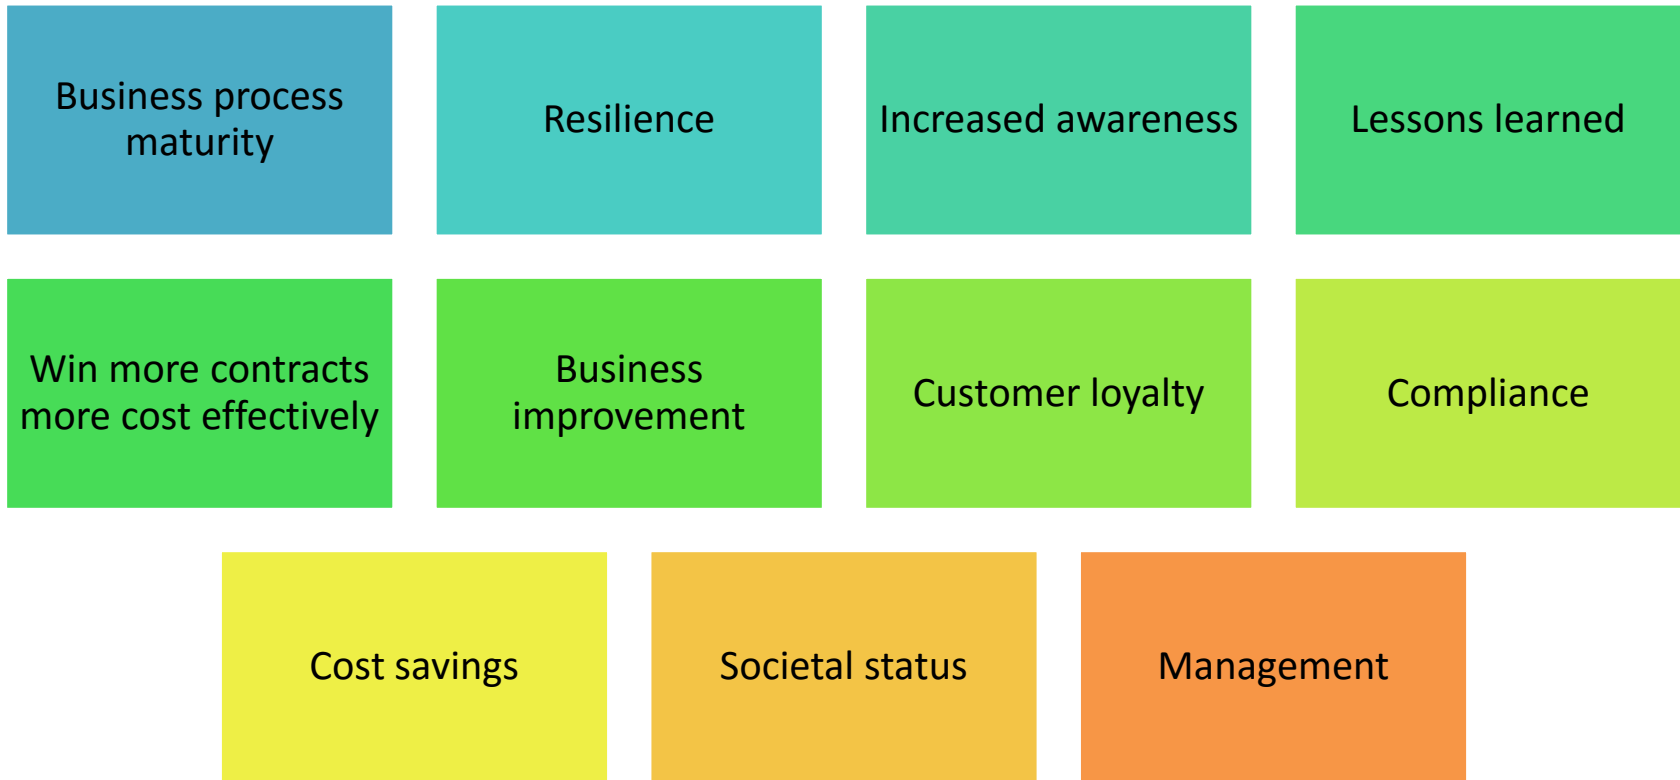 Business process
maturity
Resilience
Increased awareness
Lessons learned
Win more contracts
more cost effectively
Business
improvement
Customer loyalty
Compliance
Cost savings
Societal status
Management